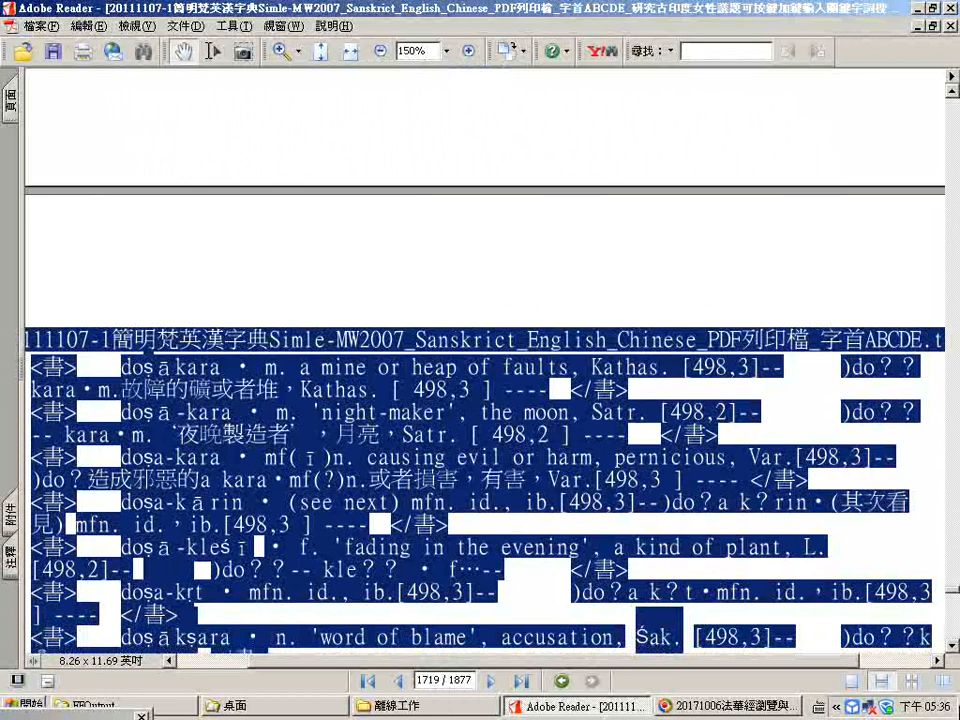 Adobe Reader - [20111107-1簡明梵英漢字典Simle-MW2007_Sanskrict_English_Chinese_PDF列印檔_字首ABCDE_研究古印度女性議題可按鍵加鍵輸入關鍵字詞搜
檔案(F) 編輯(E) 檢視(V) 文件(D) 工具(T) 視窗(W) 說明(H)
150% Y! 尋找:
頁面
111107-1簡明梵英漢字典Simle-MW2007_Sanskrict_English_Chinese_PDF列印檔_字首ABCDE.t
<書> doṣākara • m. a mine or heap of faults, Kathas. [498,3]-- )do??
kara•m.故障的礦或者堆，Kathas. [ 498,3 ] ---- </書>
<書> doṣā-kara • m. 'night-maker', the moon, Satr. [498,2]-- )do??
-- kara•m.‘夜晚製造者’，月亮，Satr. [ 498,2 ] ---- </書>
<書> doṣa-kara • mf(ī)n. causing evil or harm, pernicious, Var.[498,3]--
)do?造成邪惡的a kara•mf(?)n.或者損害，有害，Var.[498,3 ] ---- </書>
<書> doṣa-kārin • (see next) mfn. id., ib.[498,3]--)do?a k?rin•(其次看
見) mfn. id.，ib.[498,3 ] ---- </書>
<書> doṣā-kleśī • f. 'fading in the evening', a kind of plant, L.
[498,2]-- )do??-- kle?? • f…-- </書>
<書> doṣa-kṛt • mfn. id., ib.[498,3]-- )do?a k?t•mfn. id.，ib.[498,3
] ---- </書>
<書> doṣākṣara • n. 'word of blame', accusation, Śak. [498,3]-- )do??k
附件
注釋
8.26 x 11.69 英吋
1719 / 1877
開始 FFOutput 桌面 離線工作 Adobe Reader - [201111... 20171006法華經瀏覽與... 下午 05:36